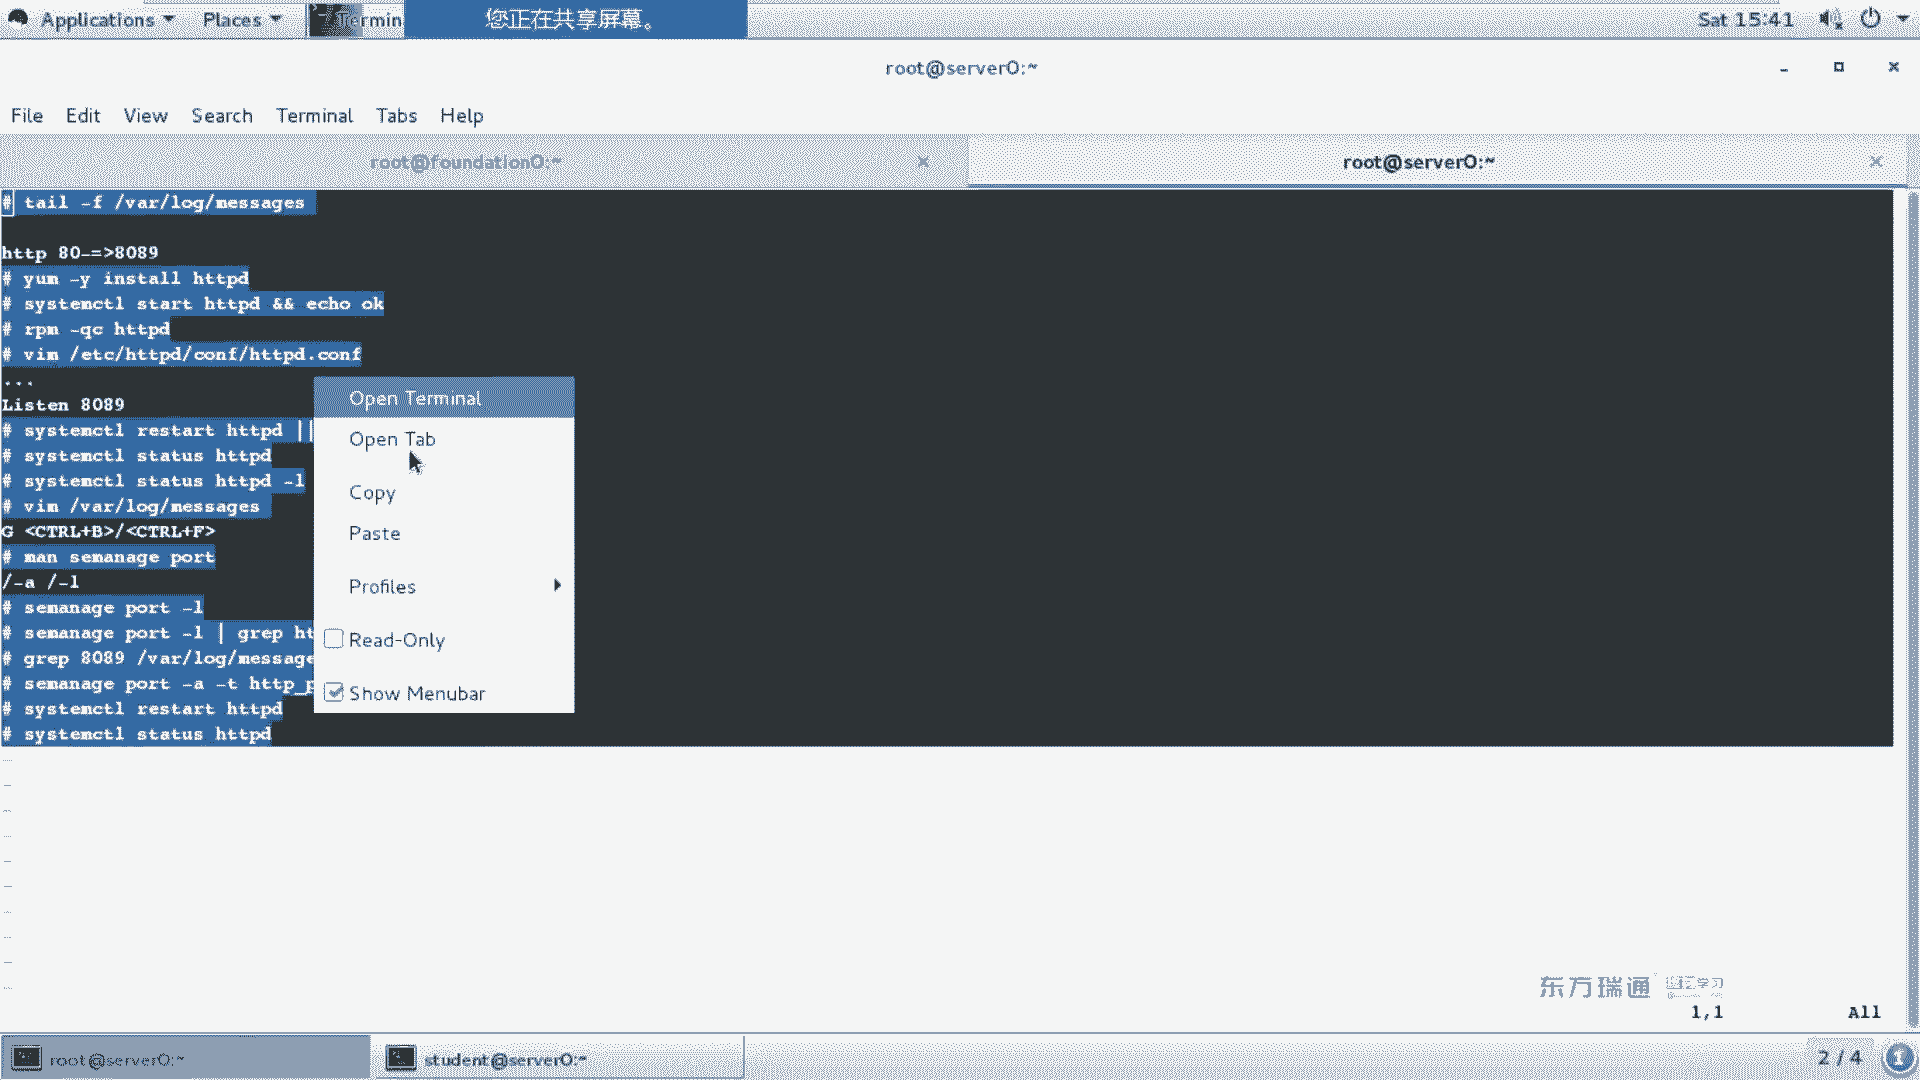 Applications Places Termin 您正在共享屏幕。 Sat 15:41
root@server0:~
File Edit View Search Terminal Tabs Help
root@foundation0:~ root@server0:~
# tail -f /var/log/messages
http 80-=>8089
# yum -y install httpd
# systemctl start httpd && echo ok
# rpm -qc httpd
# vim /etc/httpd/conf/httpd.conf
...
Listen 8089
# systemctl restart httpd ||
# systemctl status httpd
# systemctl status httpd -l
# vim /var/log/messages
G <CTRL+B>/<CTRL+F>
# man semanage port
/-a /-l
# semanage port -l
# semanage port -l | grep ht
# grep 8089 /var/log/message
# semanage port -a -t http_p
# systemctl restart httpd
# systemctl status httpd
Open Terminal
Open Tab
Copy
Paste
Profiles
Read-Only
Show Menubar
东方瑞通
学习
1,1 All
root@server0:~ student@server0:~ 2 / 4